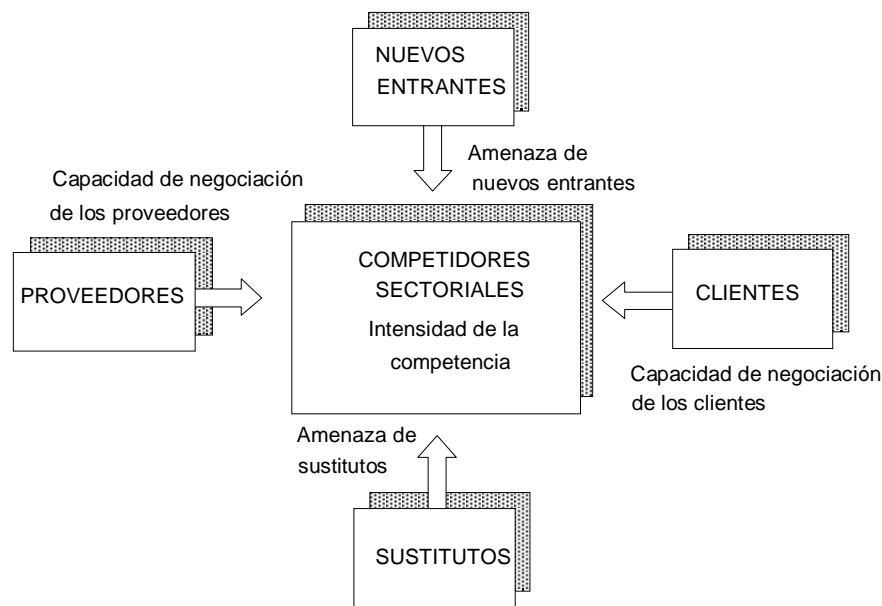 NUEVOS
ENTRANTES
Amenaza de
nuevos entrantes
Capacidad de negociación
de los proveedores
PROVEEDORES
COMPETIDORES
SECTORIALES
Intensidad de la
competencia
CLIENTES
Capacidad de negociación
de los clientes
Amenaza de
sustitutos
SUSTITUTOS